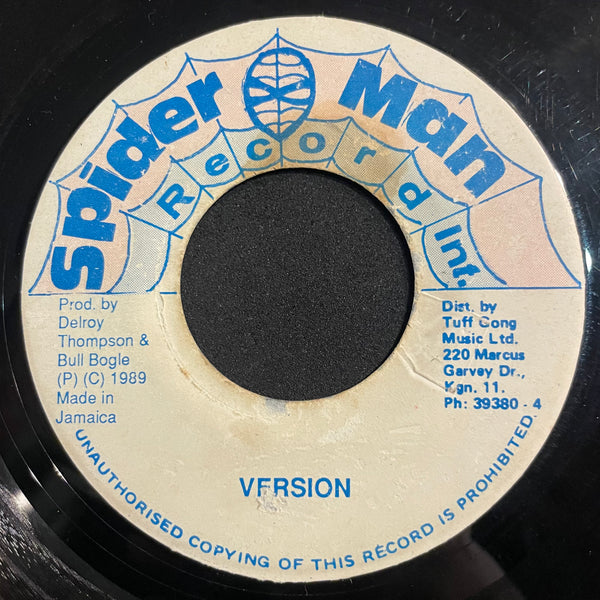 Spider Man
Record Int.
Prod. by
Delroy
Thompson &
Bull Bogle
(P) (C) 1989
Made in
Jamaica
Dist. by
Tuff Gong
Music Ltd.
220 Marcus
Garvey Dr.,
Kgn. 11.
Ph: 39380 - 4
VERSION
UNAUTHORISED COPYING OF THIS RECORD IS PROHIBITED.